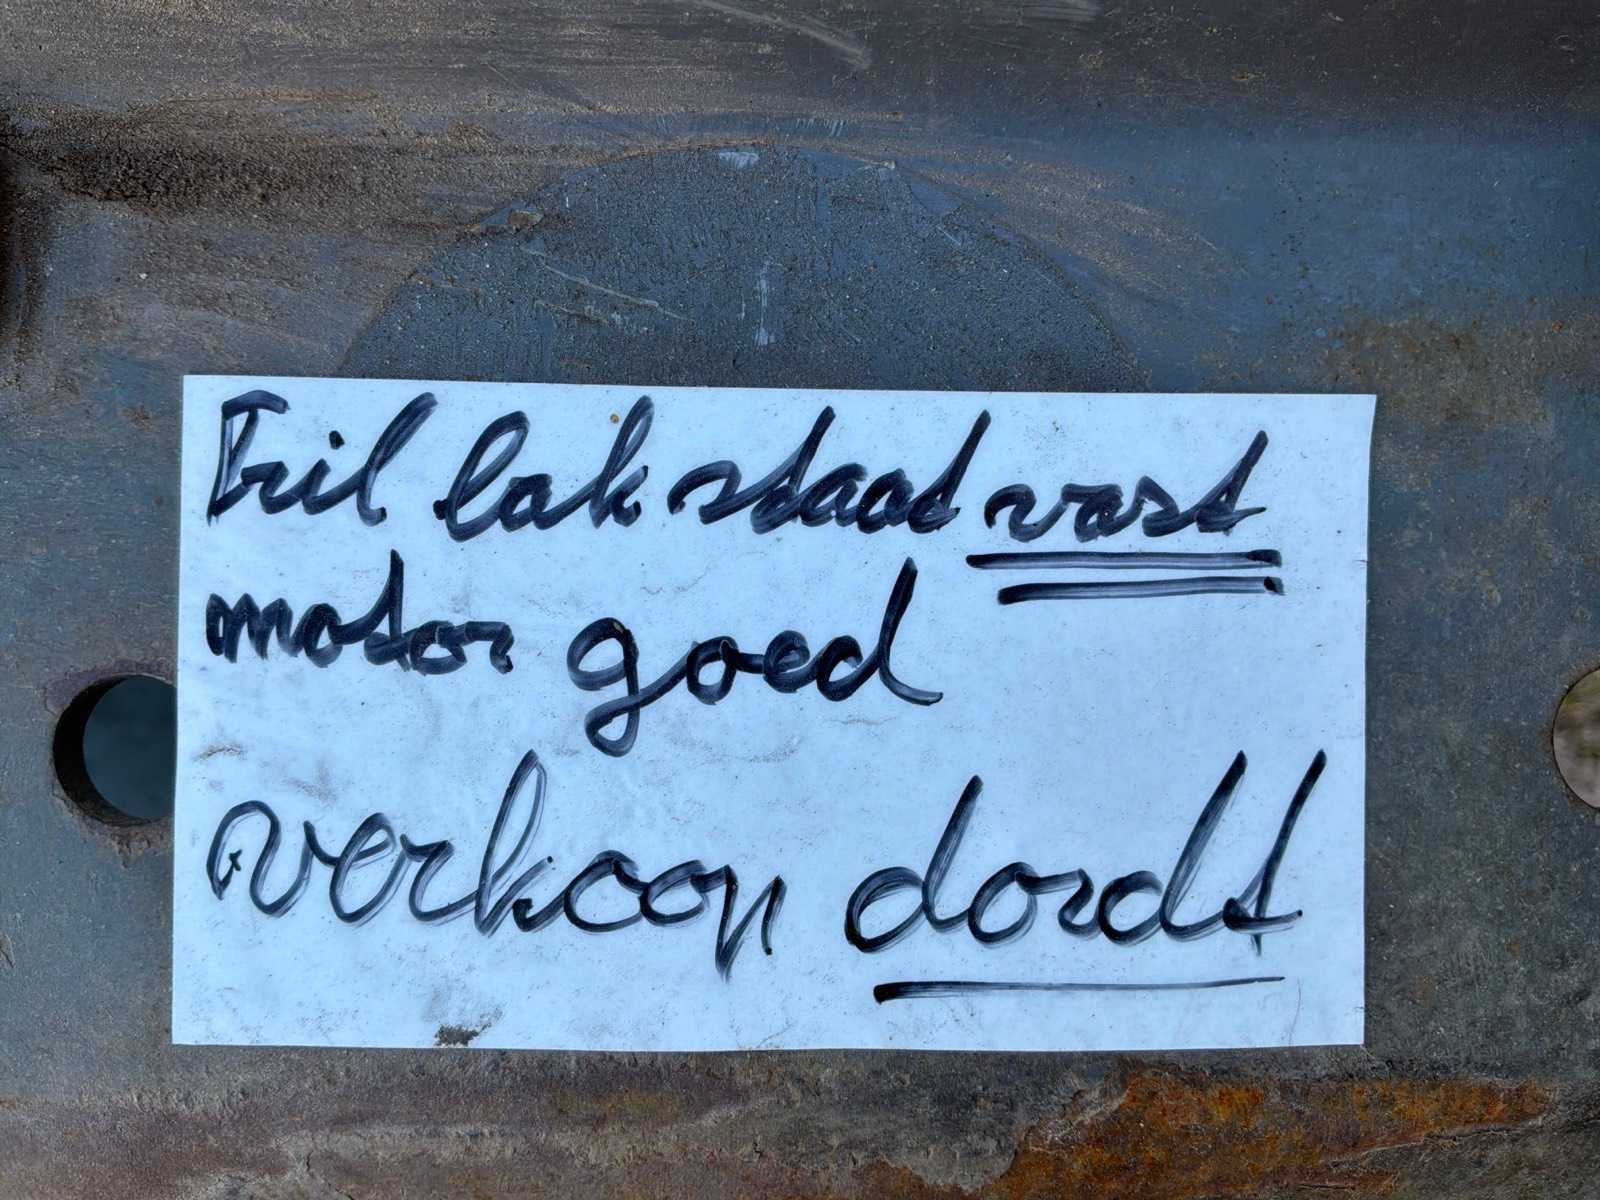 Tril lak staat vast
motor goed
verkoop dordt